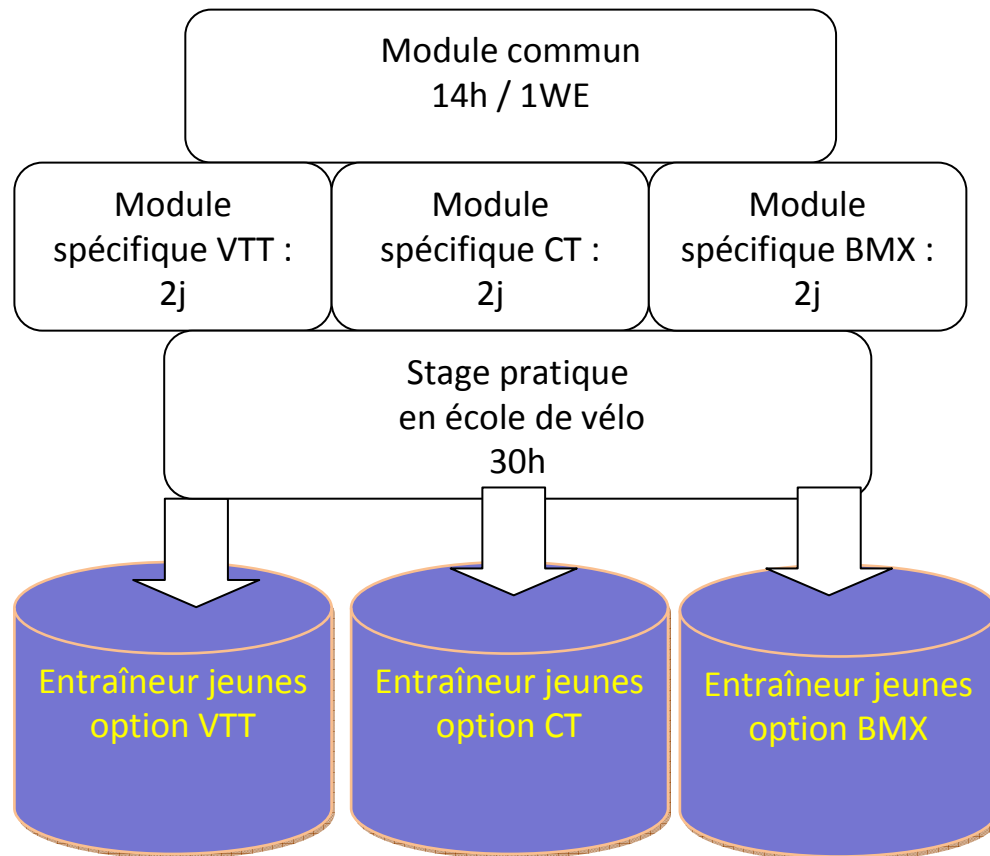 Module commun
14h / 1WE
Module
spécifique VTT :
2j
Module
spécifique CT :
2j
Module
spécifique BMX :
2j
Stage pratique
en école de vélo
30h
Entraîneur jeunes
option VTT
Entraîneur jeunes
option CT
Entraîneur jeunes
option BMX